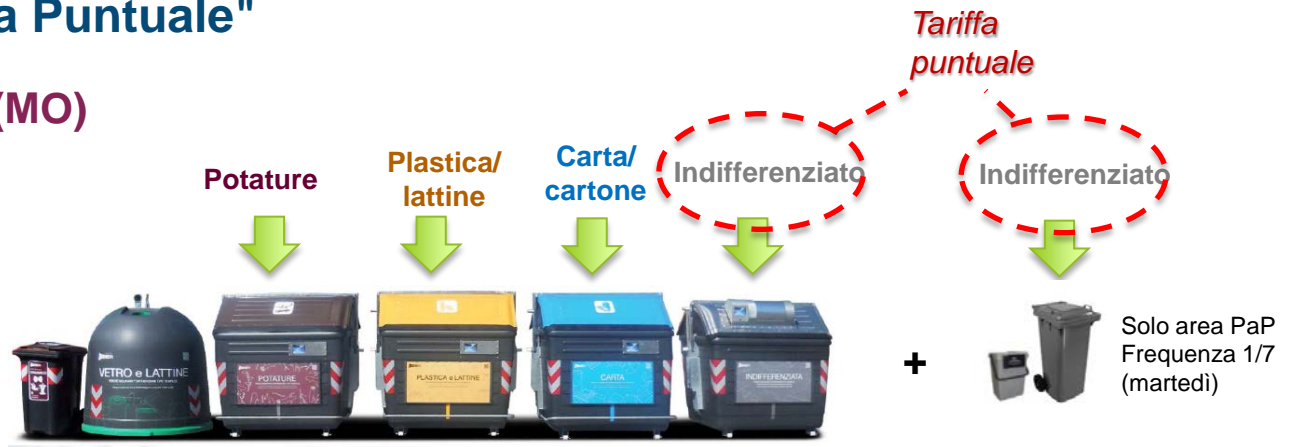 a Puntuale"
(MO)
Tariffa
puntuale
Potature
Plastica/
lattine
Carta/
cartone
Indifferenziato
Indifferenziato
VETRO e LATTINE
POTATURE
PLASTICA e LATTINE
CARTA
INDIFFERENZIATA
+
Solo area PaP
Frequenza 1/7
(martedì)